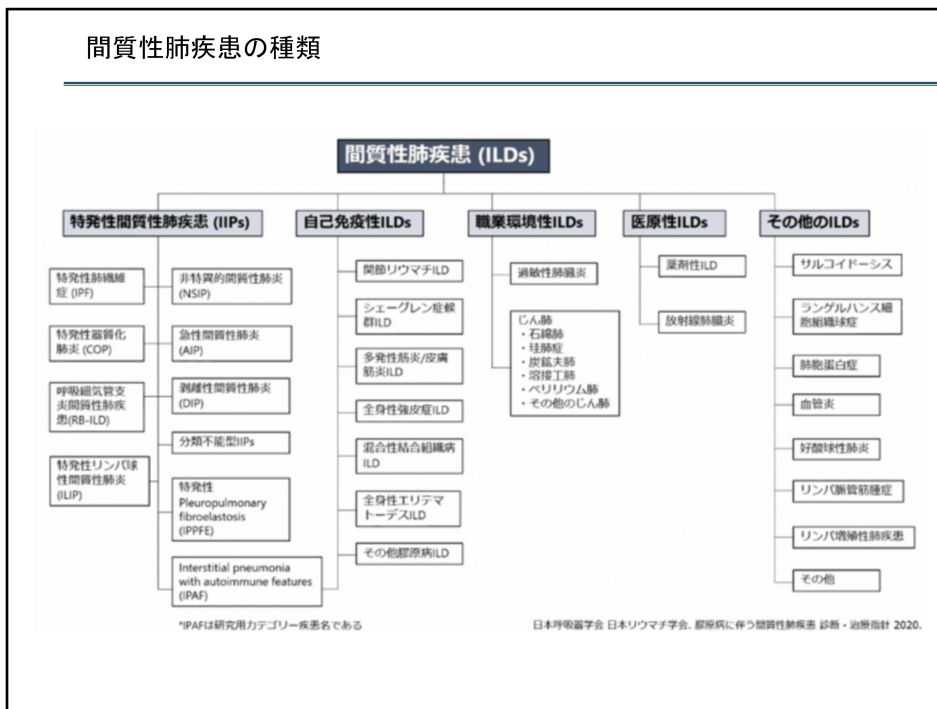 間質性肺疾患の種類
間質性肺疾患 (ILDs)
特発性間質性肺疾患 (IIPs)
特発性肺線維
症 (IPF)
特発性器質化
肺炎 (COP)
呼吸細気管支
炎間質性肺疾
患(RB-ILD)
特発性リンパ球
性間質性肺炎
(ILIP)
非特異的間質性肺炎
(NSIP)
急性間質性肺炎
(AIP)
剥離性間質性肺炎
(DIP)
分類不能型IIPs
特発性
Pleuropulmonary
fibroelastosis
(IPPFE)
Interstitial pneumonia
with autoimmune features
(IPAF)
自己免疫性ILDs
関節リウマチILD
シェーグレン症候
群ILD
多発性筋炎/皮膚
筋炎ILD
全身性強皮症ILD
混合性結合組織病
ILD
全身性エリテマ
トーデスILD
その他膠原病ILD
職業環境性ILDs
過敏性肺臓炎
じん肺
・石綿肺
・珪肺症
・炭鉱夫肺
・溶接工肺
・ベリリウム肺
・その他のじん肺
医原性ILDs
薬剤性ILD
放射線肺臓炎
その他のILDs
サルコイドーシス
ランゲルハンス細
胞組織球症
肺胞蛋白症
血管炎
好酸球性肺炎
リンパ脈管筋腫症
リンパ増殖性肺疾患
その他
*IPAFは研究用カテゴリー疾患名である
日本呼吸器学会 日本リウマチ学会. 膠原病に伴う間質性肺疾患 診断・治療指針 2020.